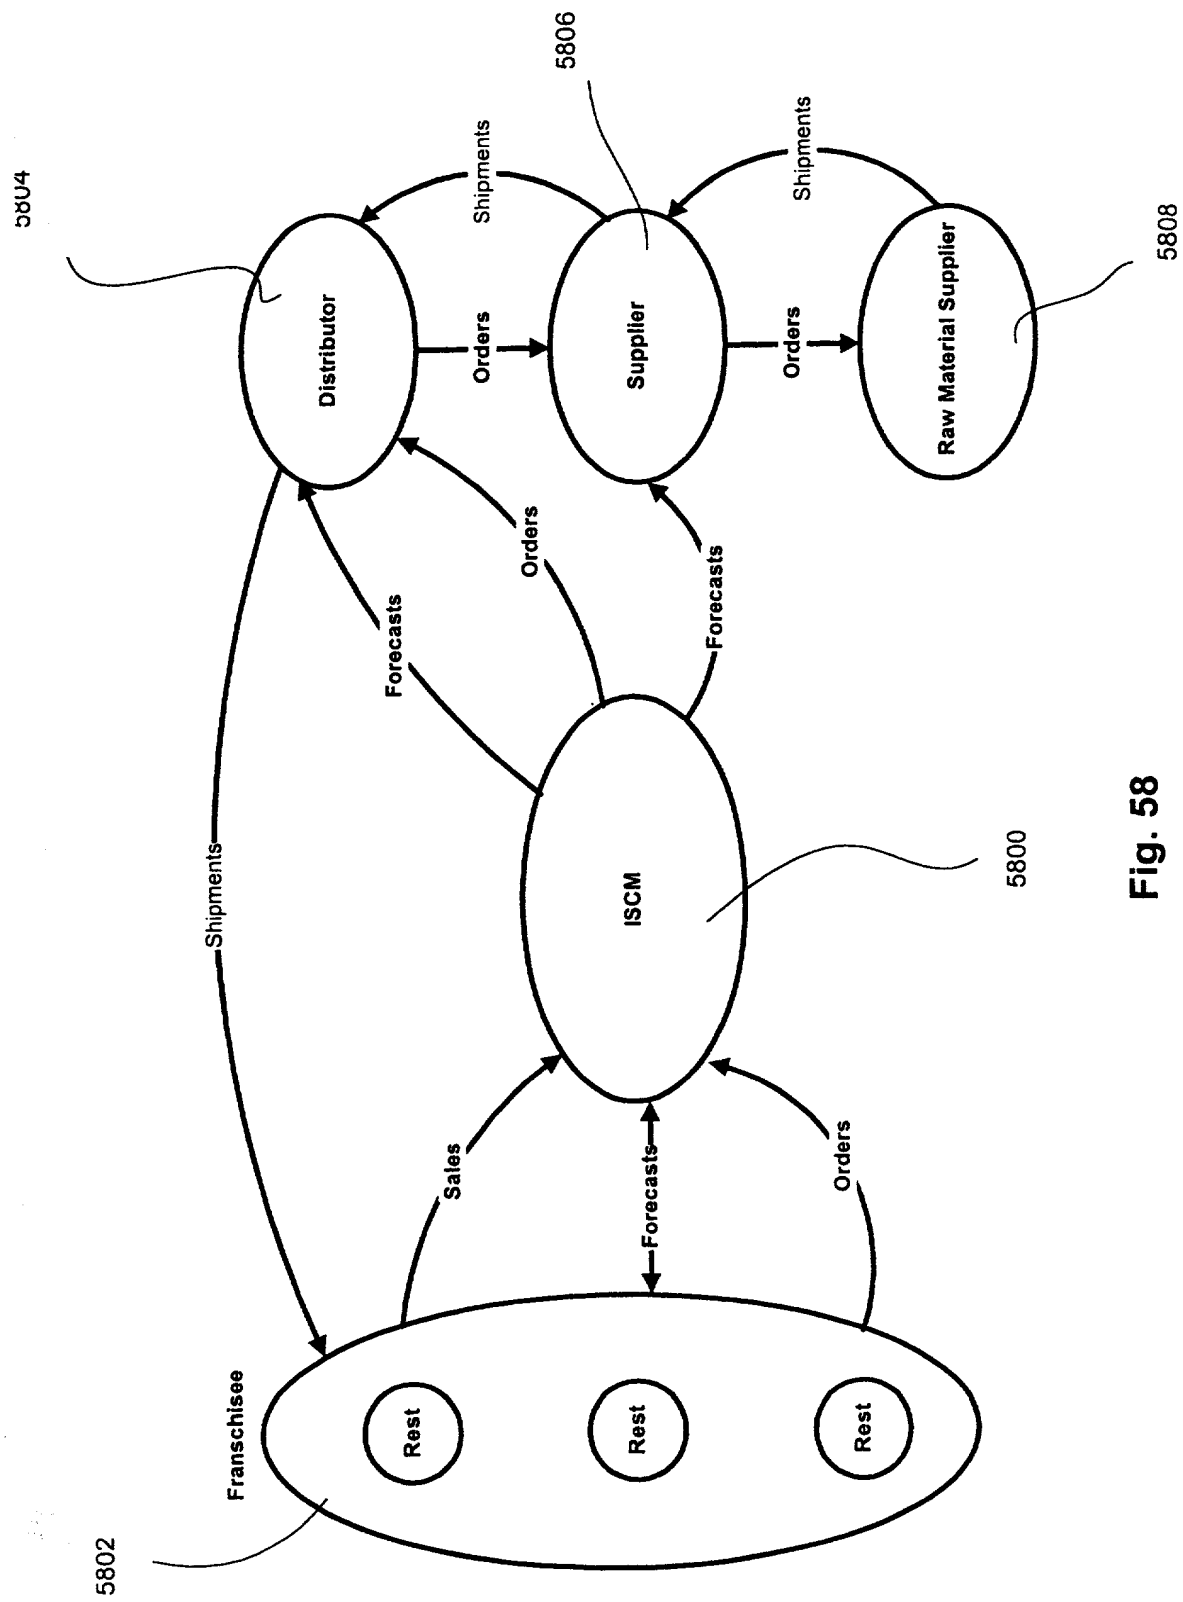 5802
Franschisee
Rest
Rest
Rest
Shipments
Sales
Forecasts
Orders
ISCM
5800
Forecasts
Orders
Forecasts
5804
Distributor
Orders
Shipments
5806
Supplier
Orders
Shipments
Raw Material Supplier
5808
Fig. 58